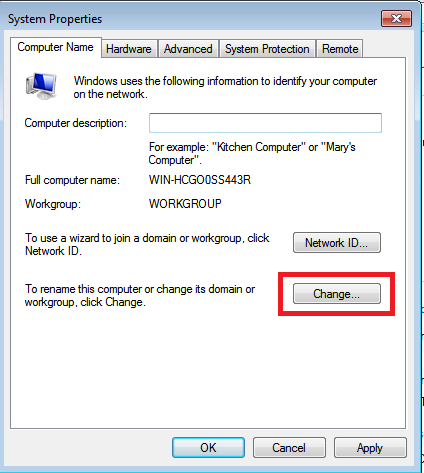 System Properties
Computer Name Hardware Advanced System Protection Remote
Windows uses the following information to identify your computer
on the network.
Computer description:
For example: "Kitchen Computer" or "Mary's
Computer".
Full computer name: WIN-HCGO0SS443R
Workgroup: WORKGROUP
To use a wizard to join a domain or workgroup, click
Network ID.
Network ID...
To rename this computer or change its domain or
workgroup, click Change.
Change...
OK Cancel Apply